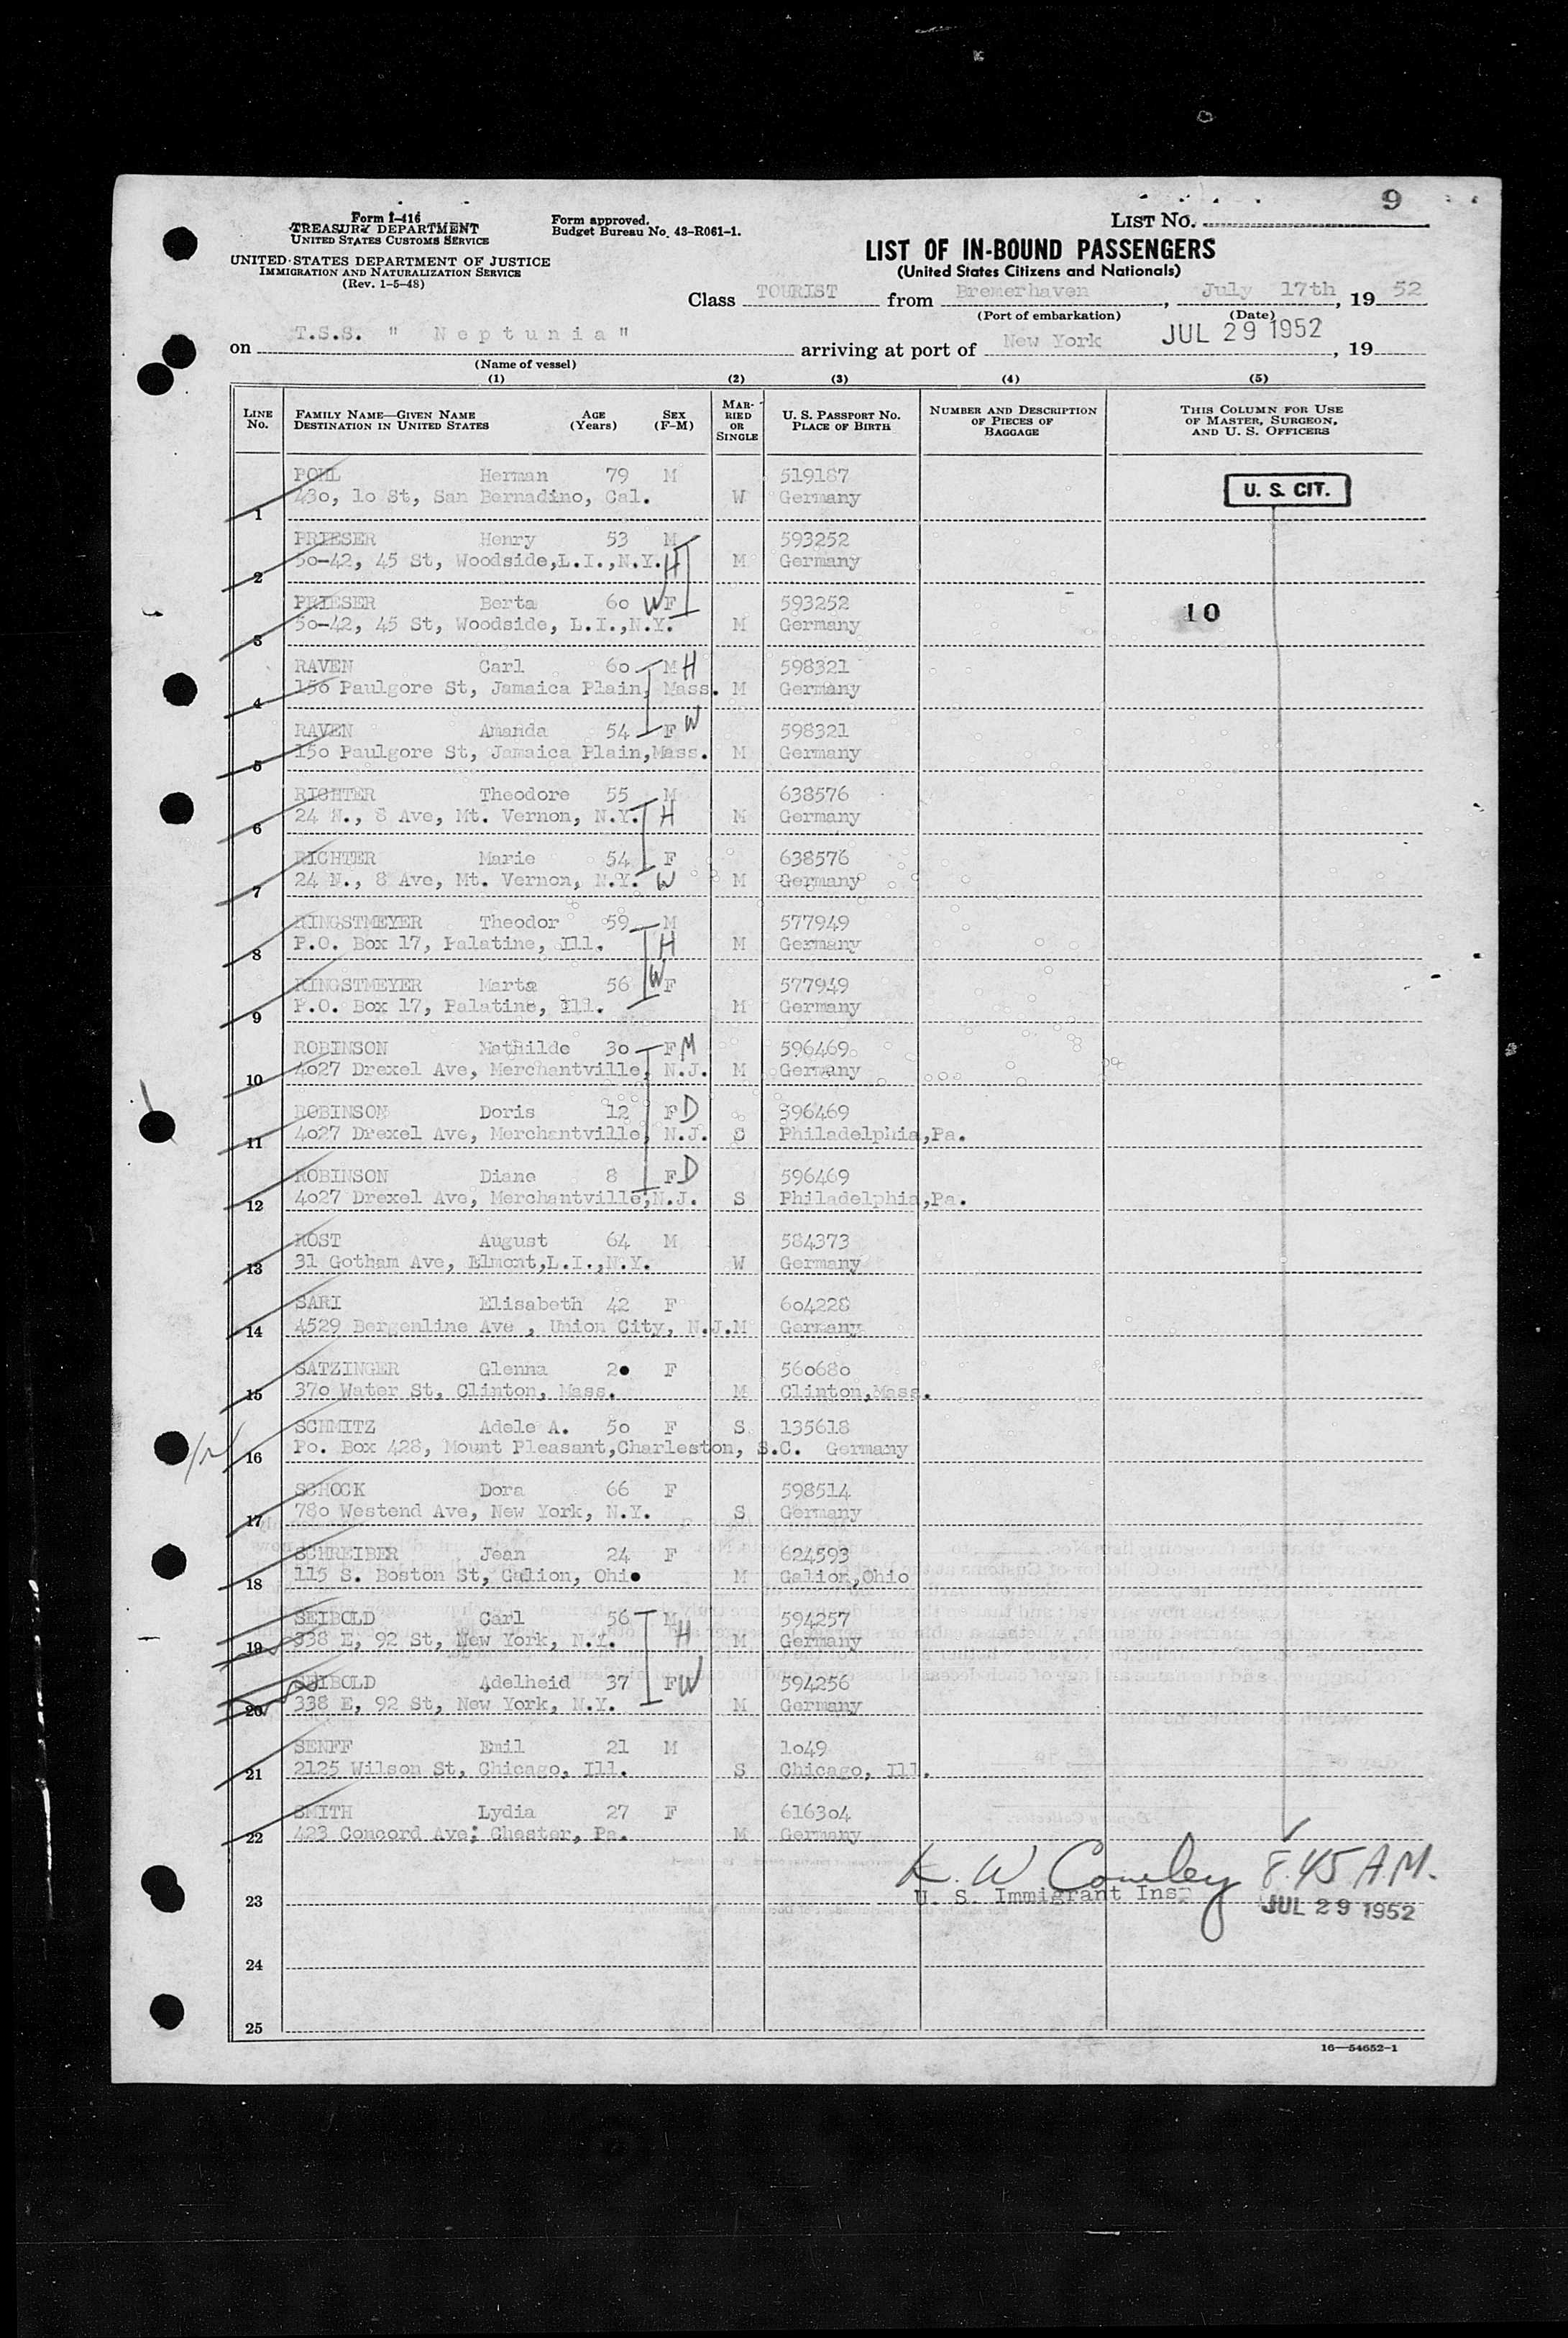 9
Form I-416
TREASURY DEPARTMENT
UNITED STATES CUSTOMS SERVICE
UNITED STATES DEPARTMENT OF JUSTICE
IMMIGRATION AND NATURALIZATION SERVICE
(Rev. 1-5-48)
Form approved.
Budget Bureau No. 43-R061-1.
LIST NO.
LIST OF IN-BOUND PASSENGERS
(United States Citizens and Nationals)
Class TOURIST from Bremerhaven, July 17th, 19 52
(Port of embarkation) (Date)
on T.S.S. " Neptunia" arriving at port of New York JUL 29 1952, 19
(Name of vessel)
(1) (2) (3) (4) (5)
LINE NO. FAMILY NAME—GIVEN NAME DESTINATION IN UNITED STATES AGE (Years) SEX (F-M) MARRIED OR SINGLE U. S. PASSPORT NO. PLACE OF BIRTH NUMBER AND DESCRIPTION OF PIECES OF BAGGAGE THIS COLUMN FOR USE OF MASTER, SURGEON, AND U. S. OFFICERS
POHL Herman 79 M 519187 U. S. CIT.
1 430, 1o St, San Bernadino, Cal. W Germany
PRIESER Henry 53 M 593252
2 50-42, 45 St, Woodside,L.I.,N.Y. H M Germany
PRIESER Berta 60 W F 593252 10
3 50-42, 45 St, Woodside, L.I.,N.Y. M Germany
RAVEN Carl 60 M H 598321
4 156 Paulgore St, Jamaica Plain, Mass. M Germany
RAVEN Amanda 54 F W 598321
5 150 Paulgore St, Jamaica Plain,Mass. M Germany
RICHTER Theodore 55 M 638576
6 24 N., 8 Ave, Mt. Vernon, N.Y. H M Germany
RICHTER Marie 54 F 638576
7 24 N., 8 Ave, Mt. Vernon, N.Y. W M Germany
RINGSTMEYER Theodor 59 M 577949
8 P.O. Box 17, Palatine, Ill. H M Germany
RINGSTMEYER Marta 56 W F 577949
9 P.O. Box 17, Palatine, Ill. M Germany
ROBINSON Mathilde 30 F M 596469
10 4027 Drexel Ave, Merchantville, N.J. M Germany
ROBINSON Doris 12 F D 596469
11 4027 Drexel Ave, Merchantville, N.J. S Philadelphia,Pa.
ROBINSON Diane 8 F D 596469
12 4027 Drexel Ave, Merchantville,N.J. S Philadelphia,Pa.
ROST August 64 M 584373
13 31 Gotham Ave, Elmont,L.I.,N.Y. W Germany
SARI Elisabeth 42 F 604228
14 4529 Bergenline Ave , Union City, N.J. M Germany
SATZINGER Glenna 20 F 560680
15 370 Water St, Clinton, Mass. M Clinton,Mass.
SCHMITZ Adele A. 50 F S 135618
16 Po. Box 428, Mount Pleasant,Charleston, S.C. Germany
SCHOCK Dora 66 F 598514
17 780 Westend Ave, New York, N.Y. S Germany
SCHREIBER Jean 24 F 624593
18 115 S. Boston St, Galion, Ohio M Galion,Ohio
SEIBOLD Carl 56 M 594257
19 338 E, 92 St, New York, N.Y. H M Germany
SEIBOLD Adelheid 37 F W 594256
20 338 E, 92 St, New York, N.Y. M Germany
SENFF Emil 21 M 1049
21 2125 Wilson St, Chicago, Ill. S Chicago, Ill.
SMITH Lydia 27 F 616304
22 423 Concord Ave; Chester, Pa. M Germany
K. W Cowley 8.45 A.M.
23 U. S. Immigrant Insp JUL 29 1952
24
25
16—54652-1